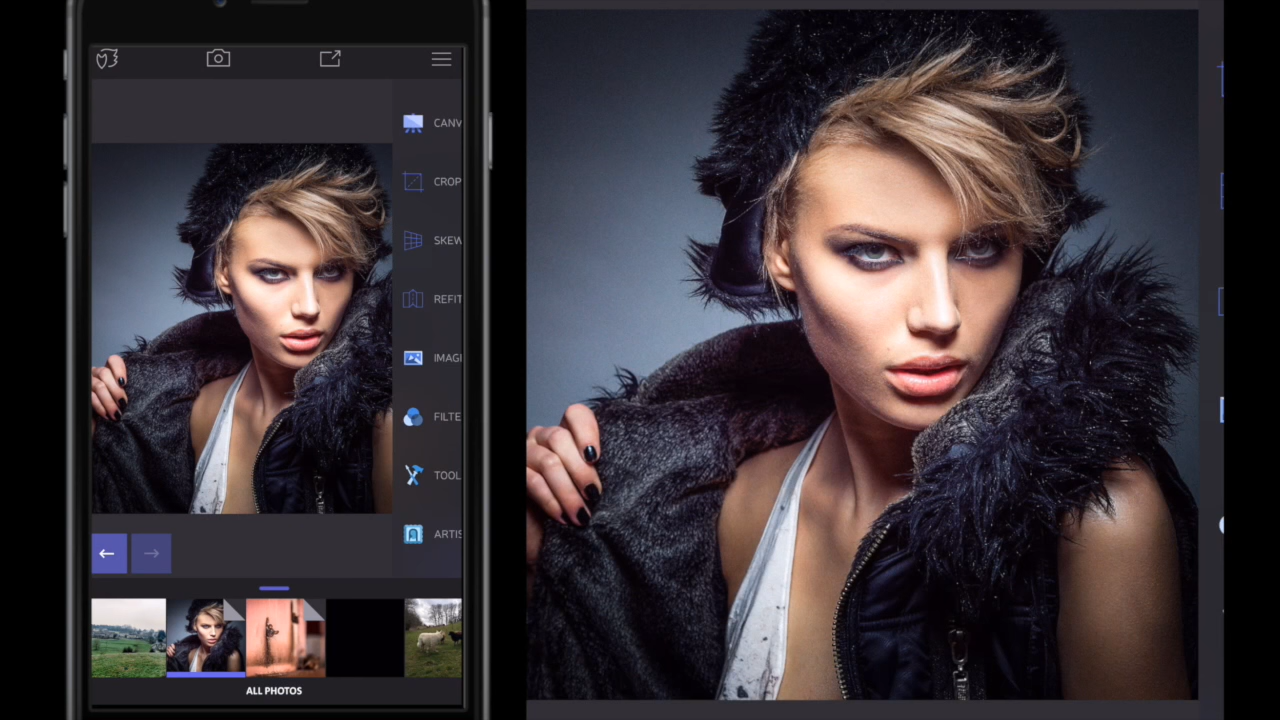 CANV
CROP
SKEW
REFIT
IMAGI
FILTE
TOOL
ARTIS
ALL PHOTOS